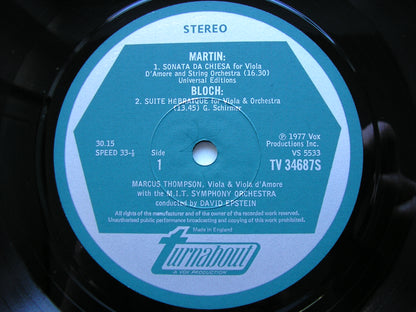 STEREO
MARTIN:
1. SONATA DA CHIESA for Viola
D'Amore and String Orchestra (16.30)
Universal Editions
BLOCH:
2. SUITE HEBRAIQUE for Viola & Orchestra
(13.45) G. Schirmer
30.15
SPEED 33-⅓
Side
1
℗ 1977 Vox
Productions Inc.
VS 5533
TV 34687S
MARCUS THOMPSON, Viola & Viola d'Amore
with the M.I.T. SYMPHONY ORCHESTRA
conducted by DAVID EPSTEIN
All rights of the manufacturer and of the owner of the recorded work reserved.
Unauthorised public performance, broadcasting and copying of this work prohibited.
Made in England
turnabout
A VOX PRODUCTION